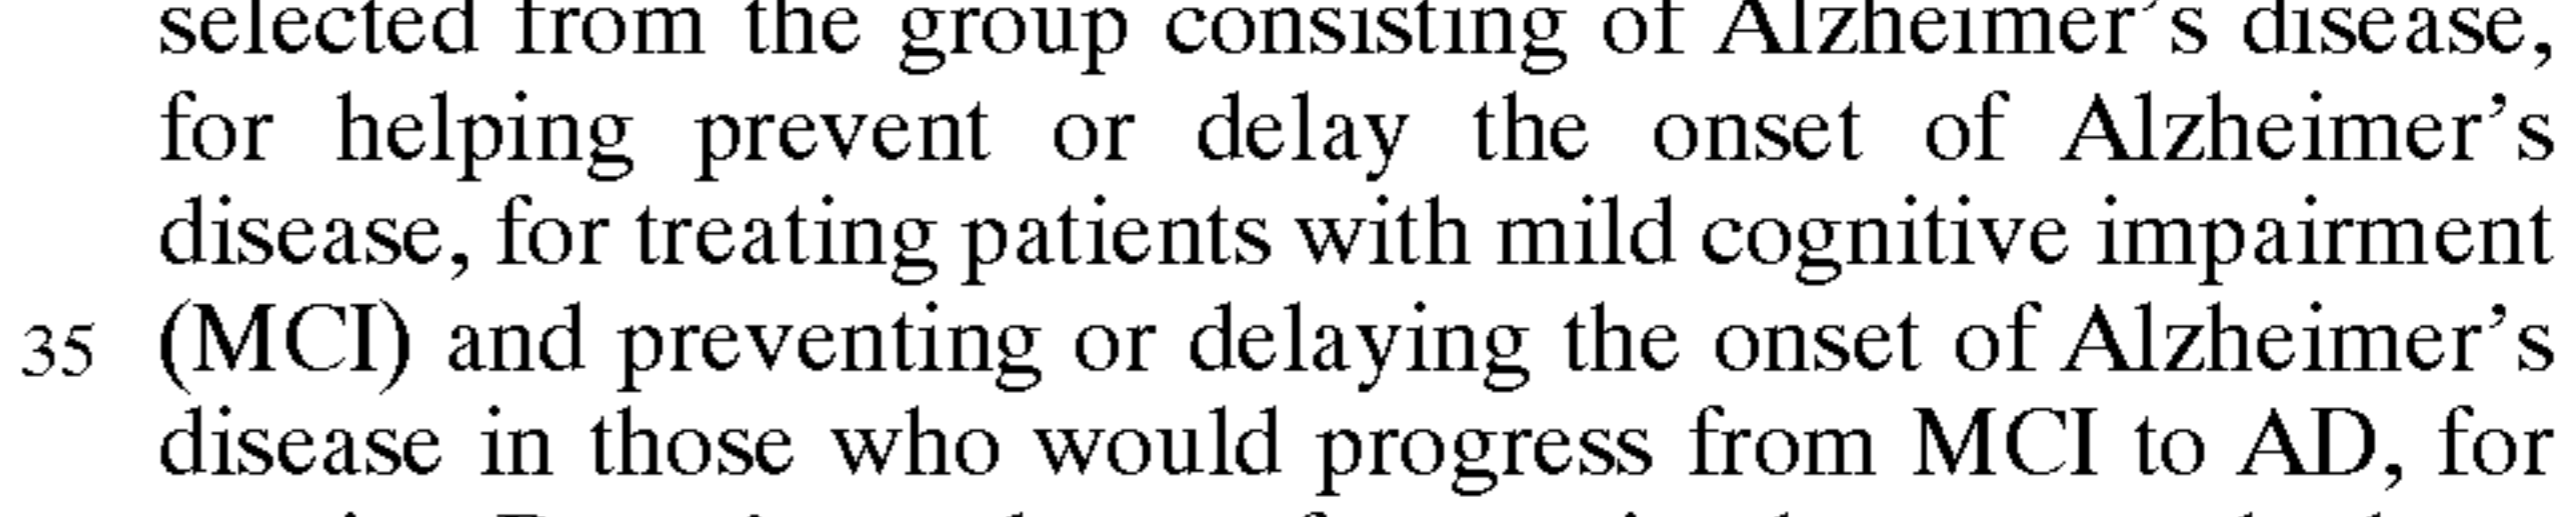 selected from the group consisting of Alzheimer's disease,
for helping prevent or delay the onset of Alzheimer's
disease, for treating patients with mild cognitive impairment
35 (MCI) and preventing or delaying the onset of Alzheimer's
disease in those who would progress from MCI to AD, for